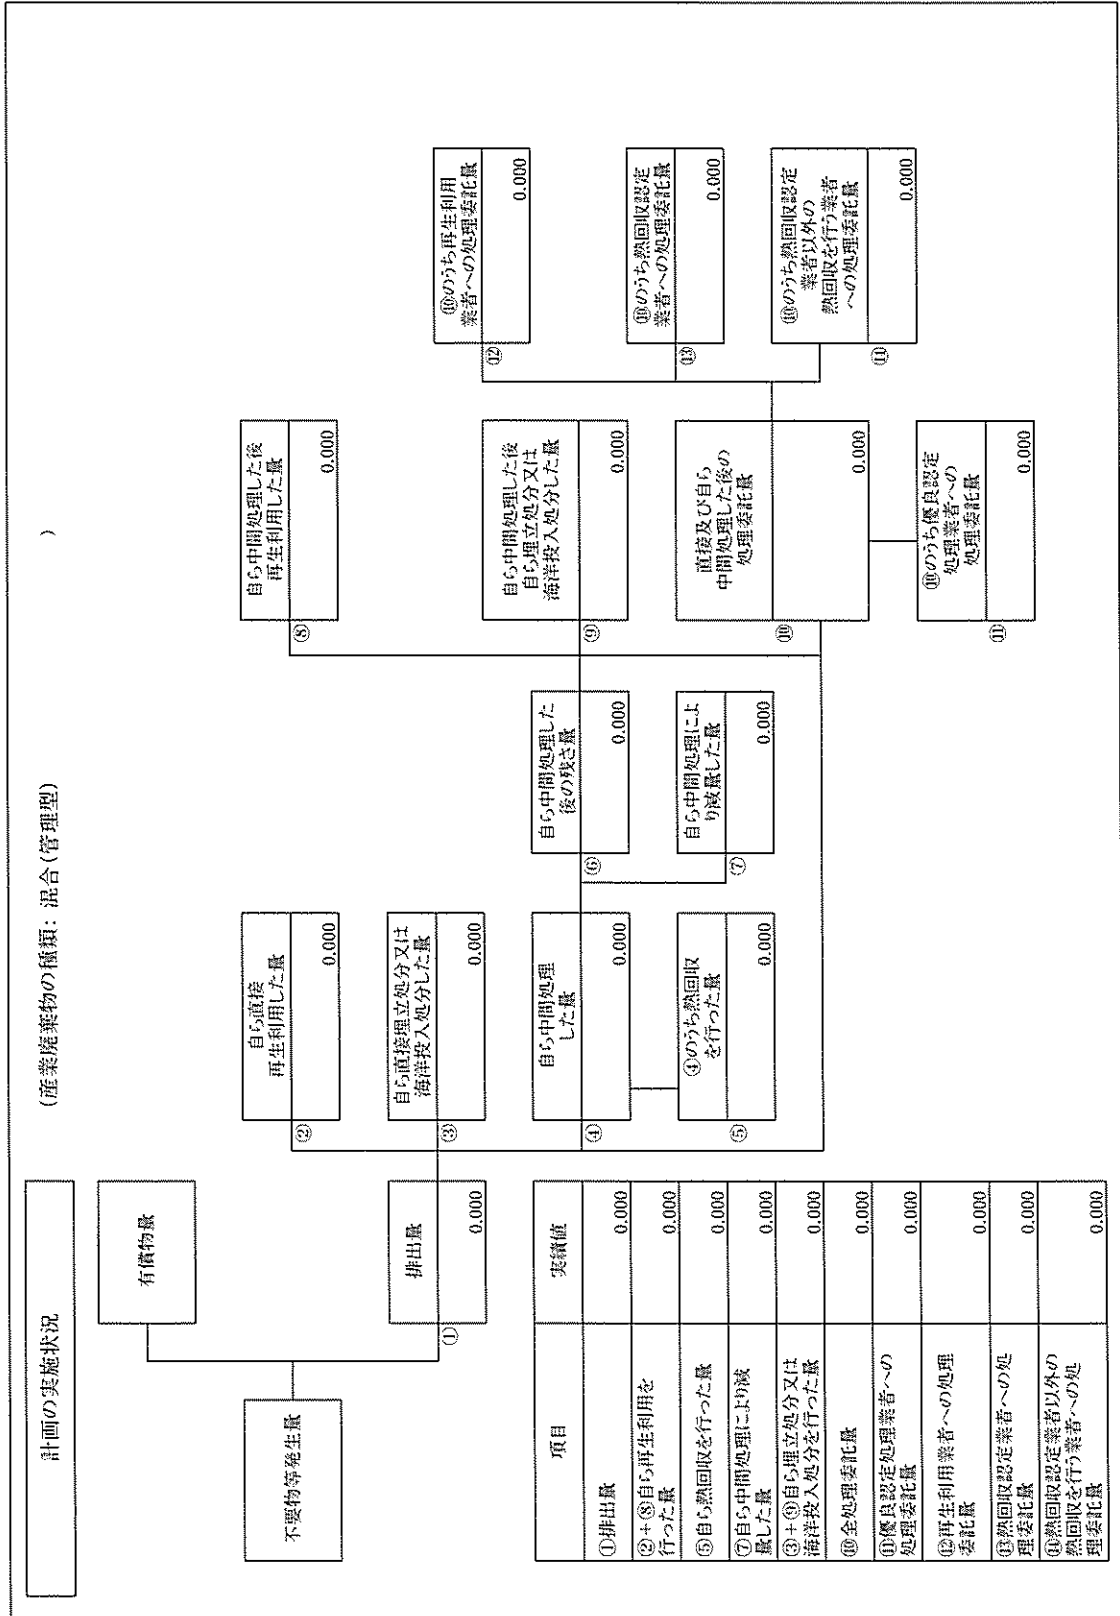 計画の実施状況
(産業廃棄物の種類: 混合(管理型) )
不要物等発生量
有償物量
排出量
①
0.000
自ら直接
再生利用した量
②
0.000
自ら直接埋立処分又は
海洋投入処分した量
③
0.000
自ら中間処理
した量
④
0.000
④のうち熱回収
を行った量
⑤
0.000
自ら中間処理した
後の残さ量
⑥
0.000
自ら中間処理によ
り減量した量
⑦
0.000
自ら中間処理した後
再生利用した量
⑧
0.000
自ら中間処理した後
自ら埋立処分又は
海洋投入処分した量
⑨
0.000
直接及び自ら
中間処理した後の
処理委託量
⑩
0.000
⑩のうち優良認定
処理業者への
処理委託量
⑪
0.000
⑩のうち再生利用
業者への処理委託量
⑫
0.000
⑩のうち熱回収認定
業者への処理委託量
⑬
0.000
⑩のうち熱回収認定
業者以外の
熱回収を行う業者
への処理委託量
⑭
0.000
項目 実績値
①排出量 0.000
②+⑧自ら再生利用を
行った量 0.000
⑤自ら熱回収を行った量 0.000
⑦自ら中間処理により減
量した量 0.000
③+⑨自ら埋立処分又は
海洋投入処分を行った量 0.000
⑩全処理委託量 0.000
⑪優良認定処理業者への
処理委託量 0.000
⑫再生利用業者への処理
委託量 0.000
⑬熱回収認定業者への処
理委託量 0.000
⑭熱回収認定業者以外の
熱回収を行う業者への処
理委託量 0.000